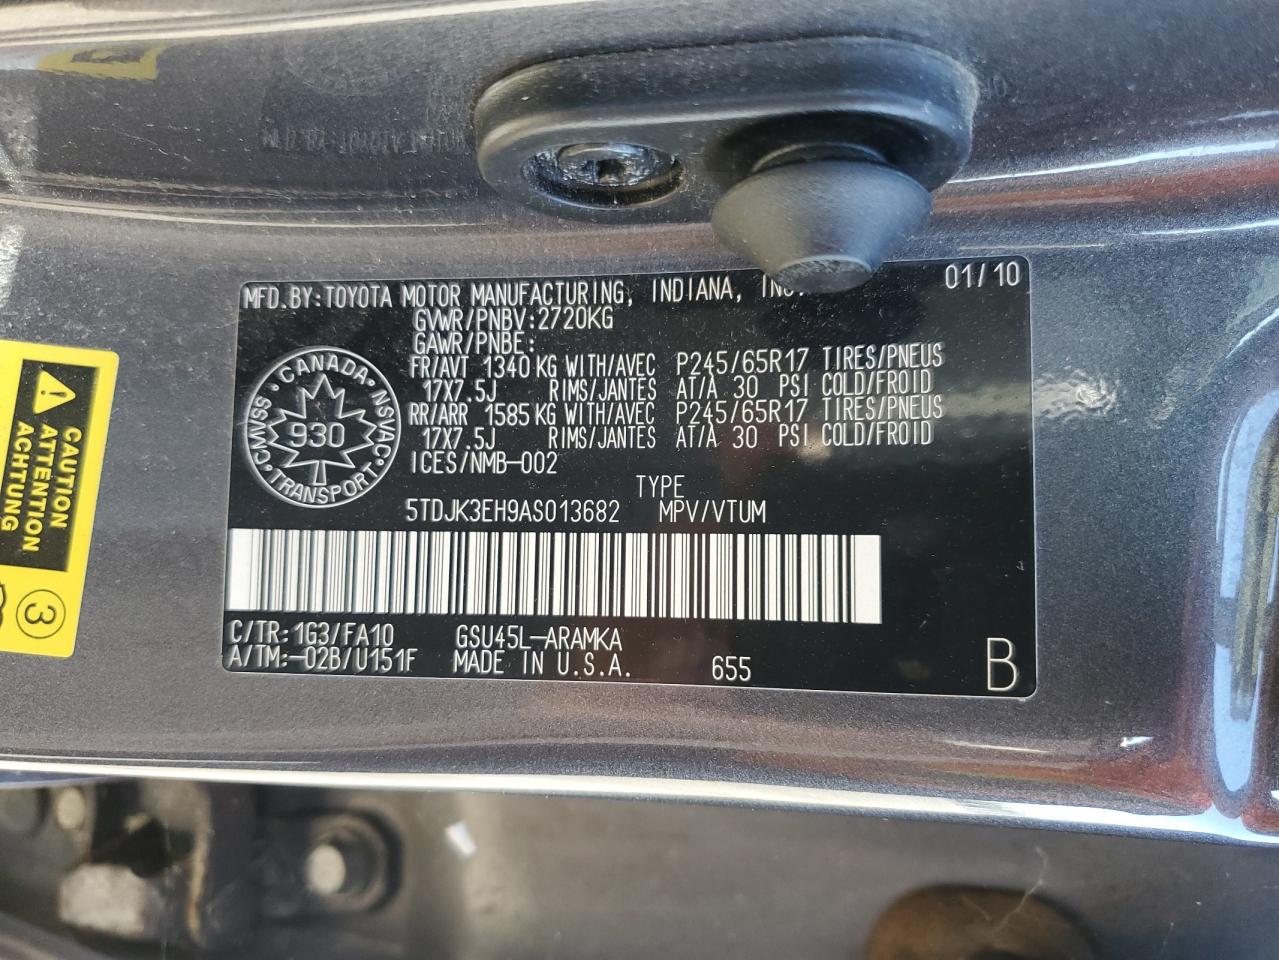 MFD.BY:TOYOTA MOTOR MANUFACTURING, INDIANA, INC. 01/10
GVWR/PNBV:2720KG
GAWR/PNBE:
FR/AVT 1340 KG WITH/AVEC P245/65R17 TIRES/PNEUS
17X7.5J RIMS/JANTES AT/A 30 PSI COLD/FROID
RR/ARR 1585 KG WITH/AVEC P245/65R17 TIRES/PNEUS
17X7.5J RIMS/JANTES AT/A 30 PSI COLD/FROID
ICES/NMB-002
CANADA
CMVSS 930 NSVAC
TRANSPORT
TYPE
5TDJK3EH9AS013682 MPV/VTUM
C/TR:1G3/FA10 GSU45L-ARAMKA
A/TM:-02B/U151F MADE IN U.S.A. 655 B
CAUTION
ATTENTION
ACHTUNG
3